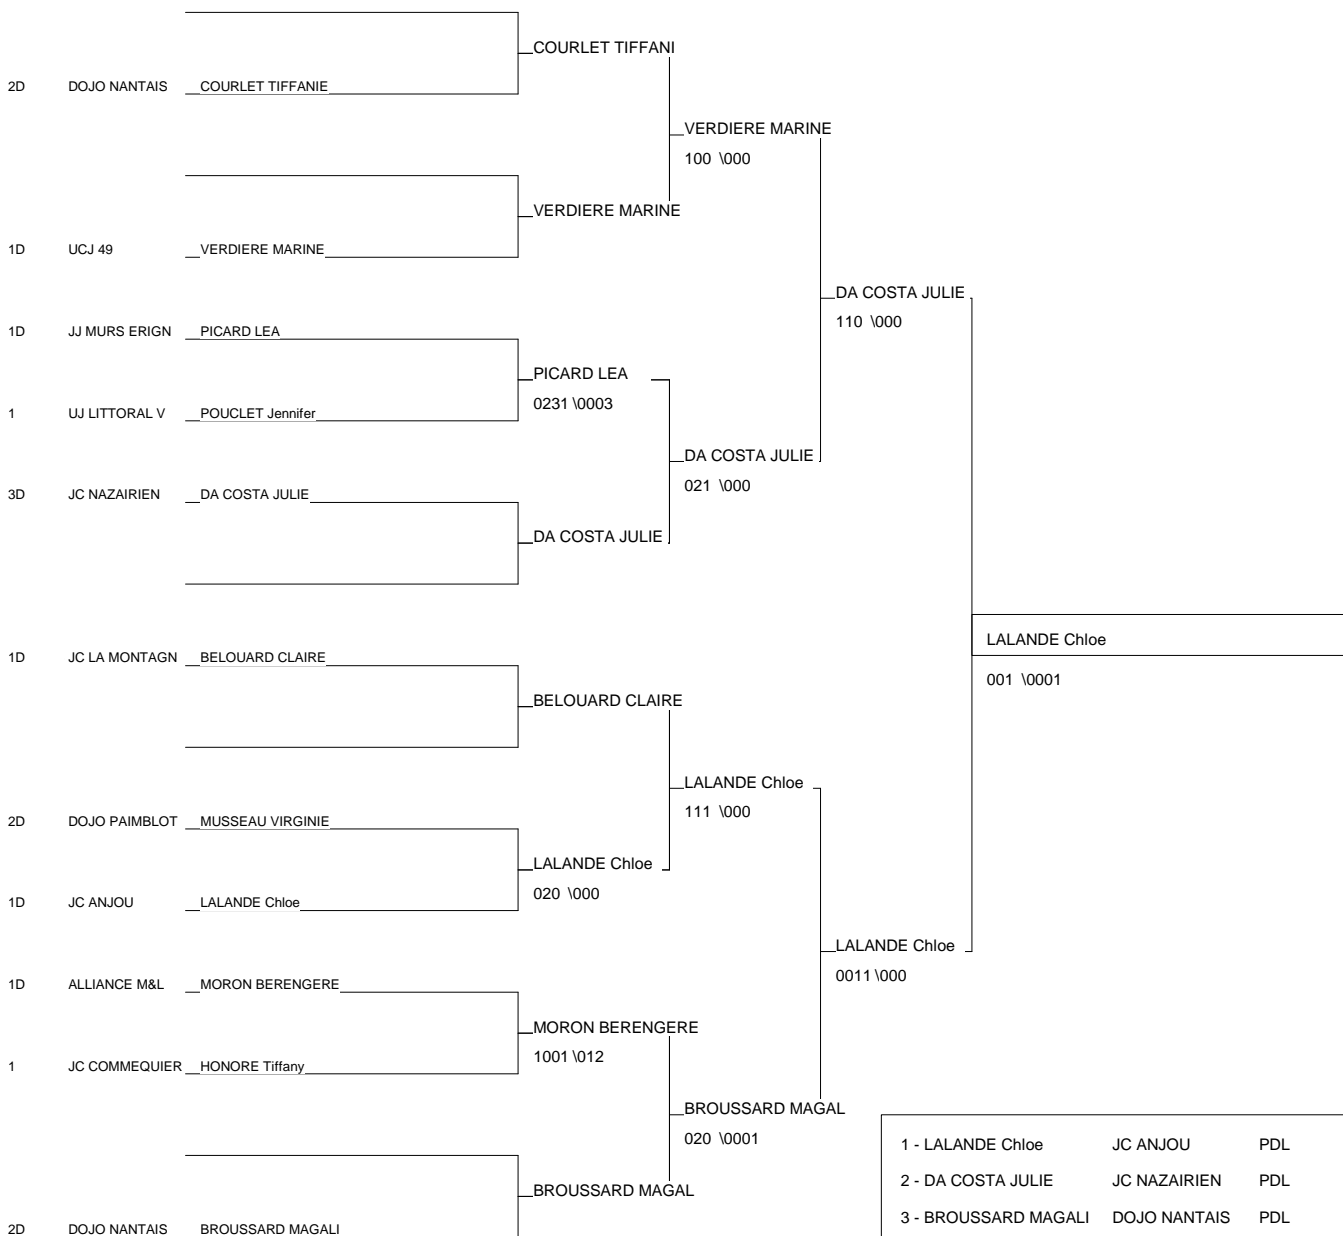 COURLET TIFFANI
2D DOJO NANTAIS COURLET TIFFANIE
VERDIERE MARINE
100 \000
VERDIERE MARINE
1D UCJ 49 VERDIERE MARINE
DA COSTA JULIE
110 \000
1D JJ MURS ERIGN PICARD LEA
PICARD LEA
0231 \0003
1 UJ LITTORAL V POUCLET Jennifer
DA COSTA JULIE
021 \000
3D JC NAZAIRIEN DA COSTA JULIE
DA COSTA JULIE
LALANDE Chloe
001 \0001
1D JC LA MONTAGN BELOUARD CLAIRE
BELOUARD CLAIRE
LALANDE Chloe
111 \000
2D DOJO PAIMBLOT MUSSEAU VIRGINIE
LALANDE Chloe
020 \000
1D JC ANJOU LALANDE Chloe
LALANDE Chloe
0011 \000
1D ALLIANCE M&L MORON BERENGERE
MORON BERENGERE
1001 \012
1 JC COMMEQUIER HONORE Tiffany
BROUSSARD MAGAL
020 \0001
BROUSSARD MAGAL
2D DOJO NANTAIS BROUSSARD MAGALI
1 - LALANDE Chloe JC ANJOU PDL
2 - DA COSTA JULIE JC NAZAIRIEN PDL
3 - BROUSSARD MAGALI DOJO NANTAIS PDL